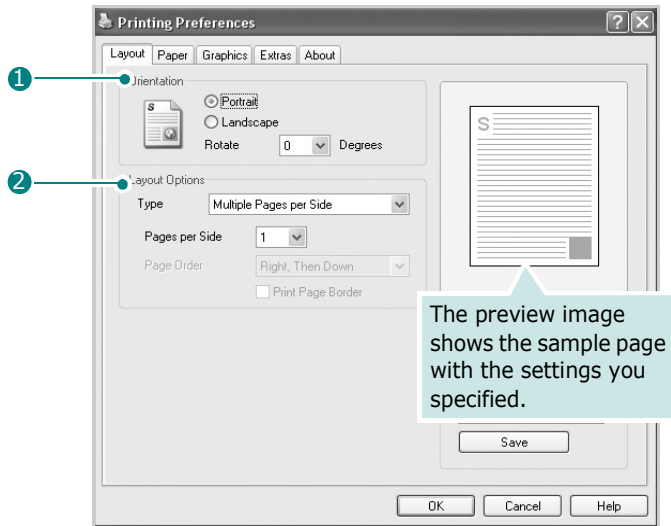 Printing Preferences
Layout Paper Graphics Extras About
1
Orientation
S
Portrait
Landscape
Rotate 0 Degrees
S
2
Layout Options
Type Multiple Pages per Side
Pages per Side 1
Page Order Right, Then Down
Print Page Border
The preview image
shows the sample page
with the settings you
specified.
Save
OK Cancel Help